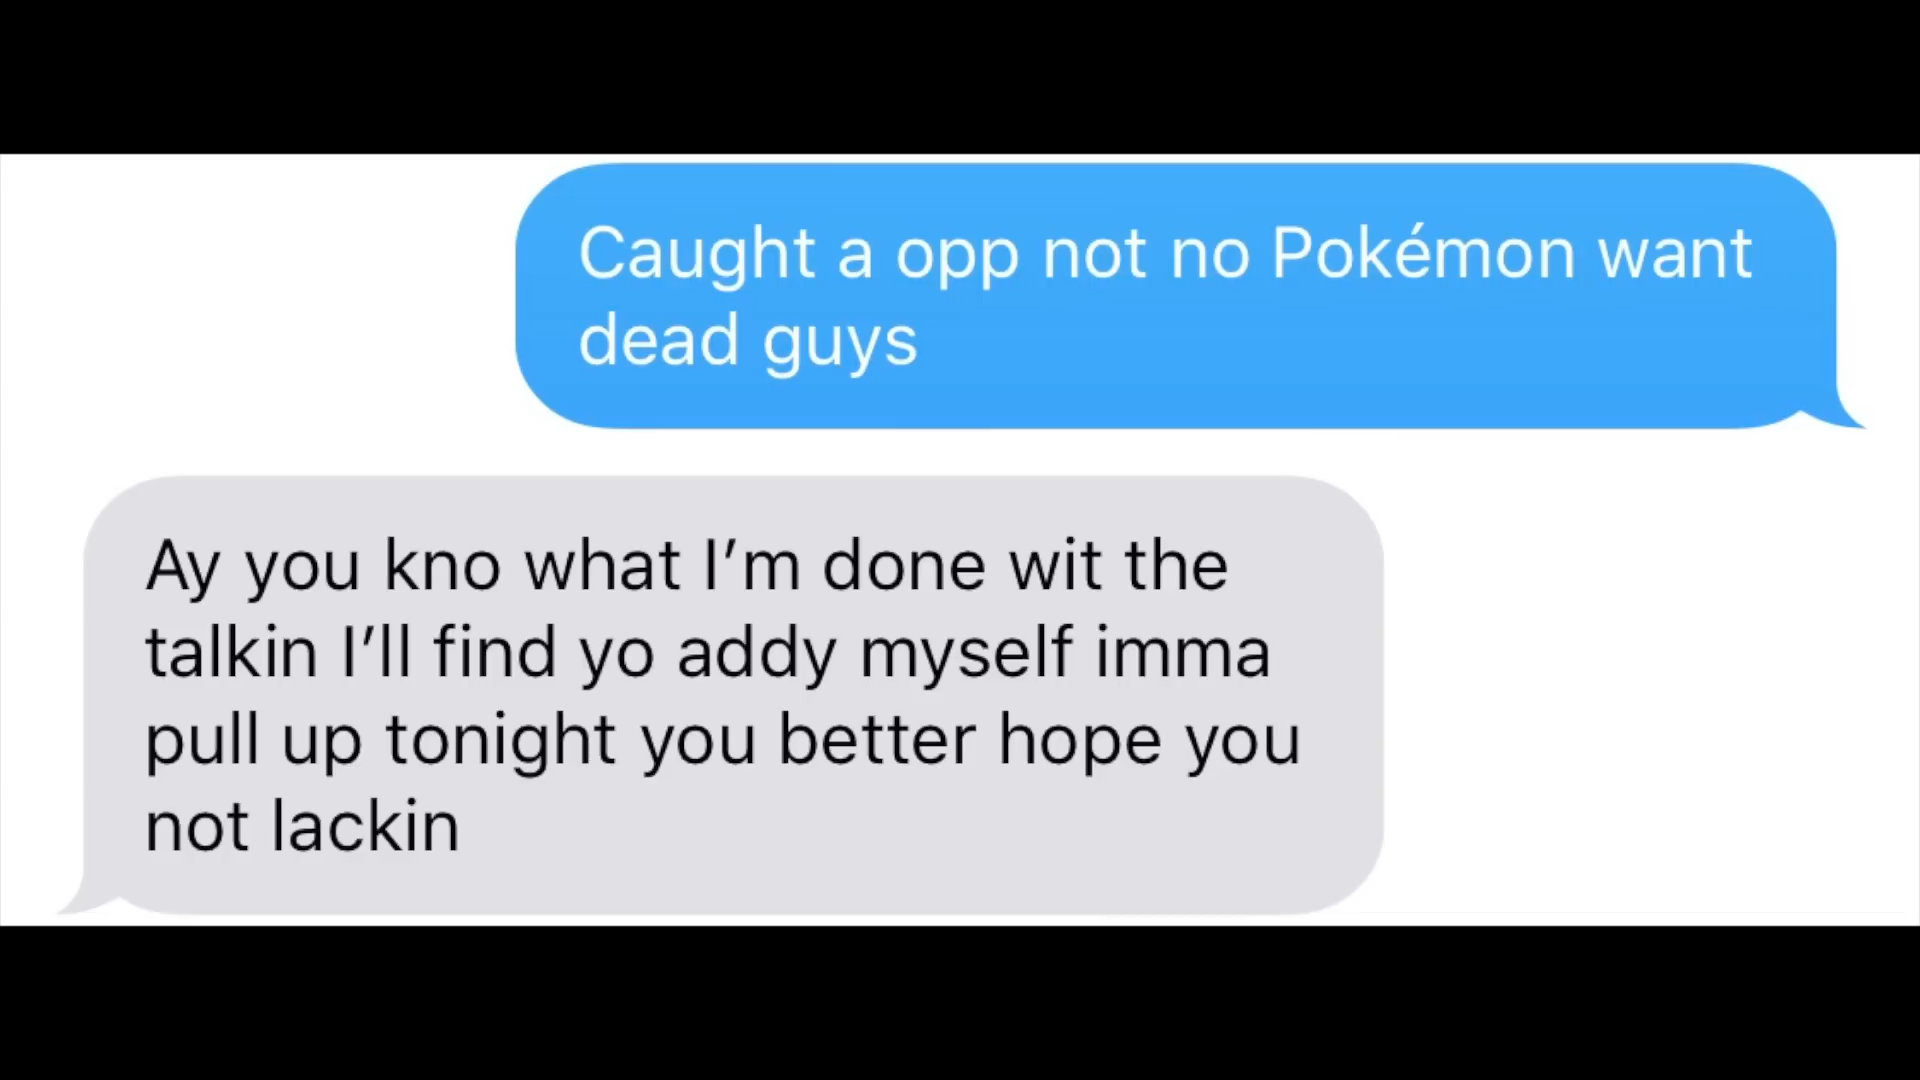 Caught a opp not no Pokémon want
dead guys
Ay you kno what I’m done wit the
talkin I’ll find yo addy myself imma
pull up tonight you better hope you
not lackin